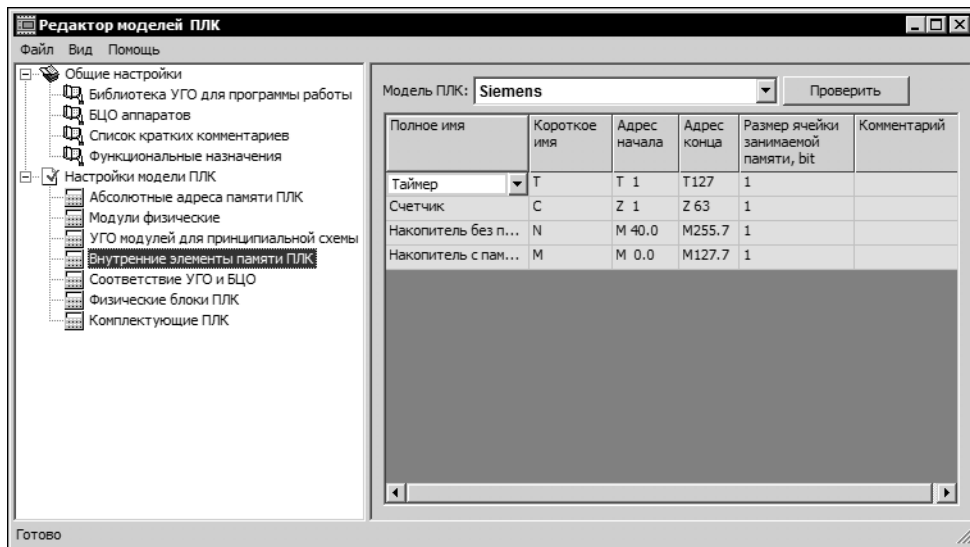 Редактор моделей ПЛК
Файл Вид Помощь
Общие настройки
Библиотека УГО для программы работы
БЦО аппаратов
Список кратких комментариев
Функциональные назначения
Настройки модели ПЛК
Абсолютные адреса памяти ПЛК
Модули физические
УГО модулей для принципиальной схемы
Внутренние элементы памяти ПЛК
Соответствие УГО и БЦО
Физические блоки ПЛК
Комплектующие ПЛК
Модель ПЛК: Siemens Проверить
Полное имя Короткое имя Адрес начала Адрес конца Размер ячейки занимаемой памяти, bit Комментарий
Таймер T T 1 T127 1
Счетчик C Z 1 Z 63 1
Накопитель без п... N M 40.0 M255.7 1
Накопитель с пам... M M 0.0 M127.7 1
Готово